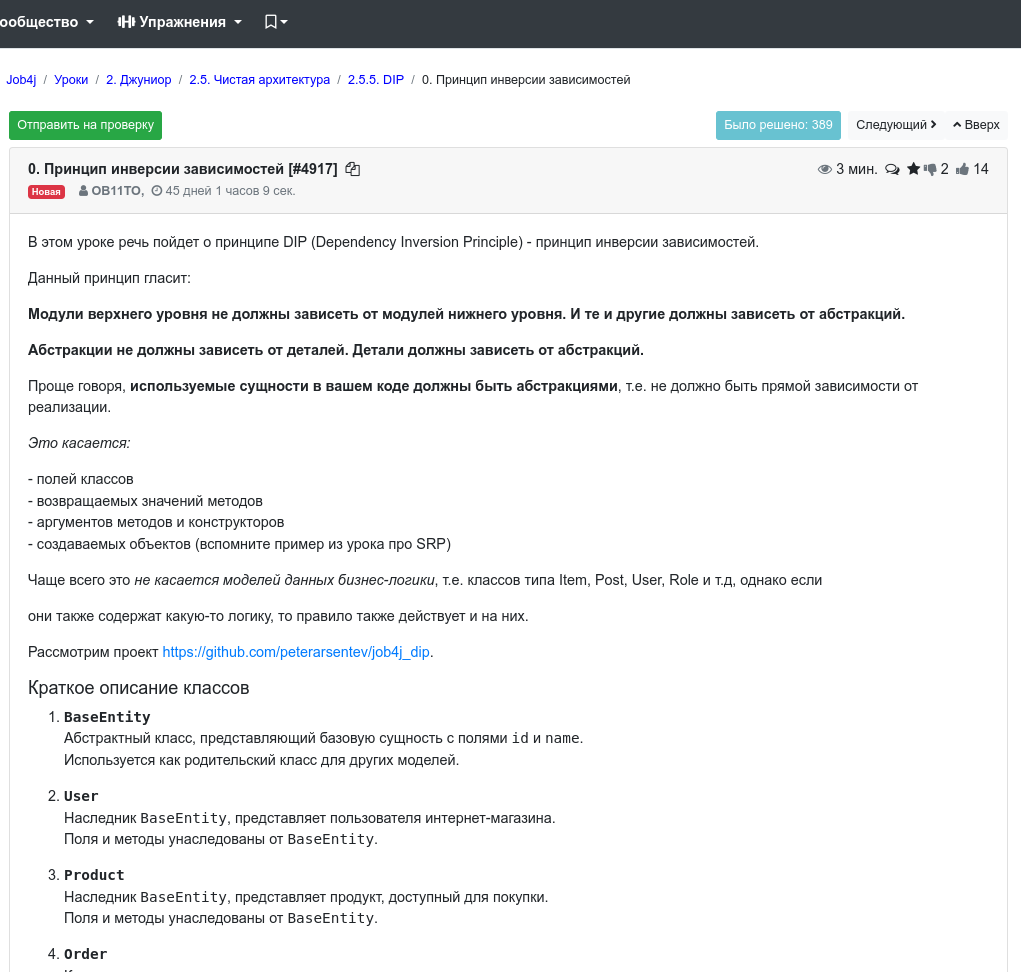 ообщество Упражнения
Job4j / Уроки / 2. Джуниор / 2.5. Чистая архитектура / 2.5.5. DIP / 0. Принцип инверсии зависимостей
Отправить на проверку Было решено: 389 Следующий Вверх
0. Принцип инверсии зависимостей [#4917] 3 мин. 2 14
Новая OB11TO, 45 дней 1 часов 9 сек.
В этом уроке речь пойдет о принципе DIP (Dependency Inversion Principle) - принцип инверсии зависимостей.
Данный принцип гласит:
Модули верхнего уровня не должны зависеть от модулей нижнего уровня. И те и другие должны зависеть от абстракций.
Абстракции не должны зависеть от деталей. Детали должны зависеть от абстракций.
Проще говоря, используемые сущности в вашем коде должны быть абстракциями, т.е. не должно быть прямой зависимости от
реализации.
Это касается:
- полей классов
- возвращаемых значений методов
- аргументов методов и конструкторов
- создаваемых объектов (вспомните пример из урока про SRP)
Чаще всего это не касается моделей данных бизнес-логики, т.е. классов типа Item, Post, User, Role и т.д, однако если
они также содержат какую-то логику, то правило также действует и на них.
Рассмотрим проект https://github.com/peterarsentev/job4j_dip.
Краткое описание классов
1. BaseEntity
Абстрактный класс, представляющий базовую сущность с полями id и name.
Используется как родительский класс для других моделей.
2. User
Наследник BaseEntity, представляет пользователя интернет-магазина.
Поля и методы унаследованы от BaseEntity.
3. Product
Наследник BaseEntity, представляет продукт, доступный для покупки.
Поля и методы унаследованы от BaseEntity.
4. Order